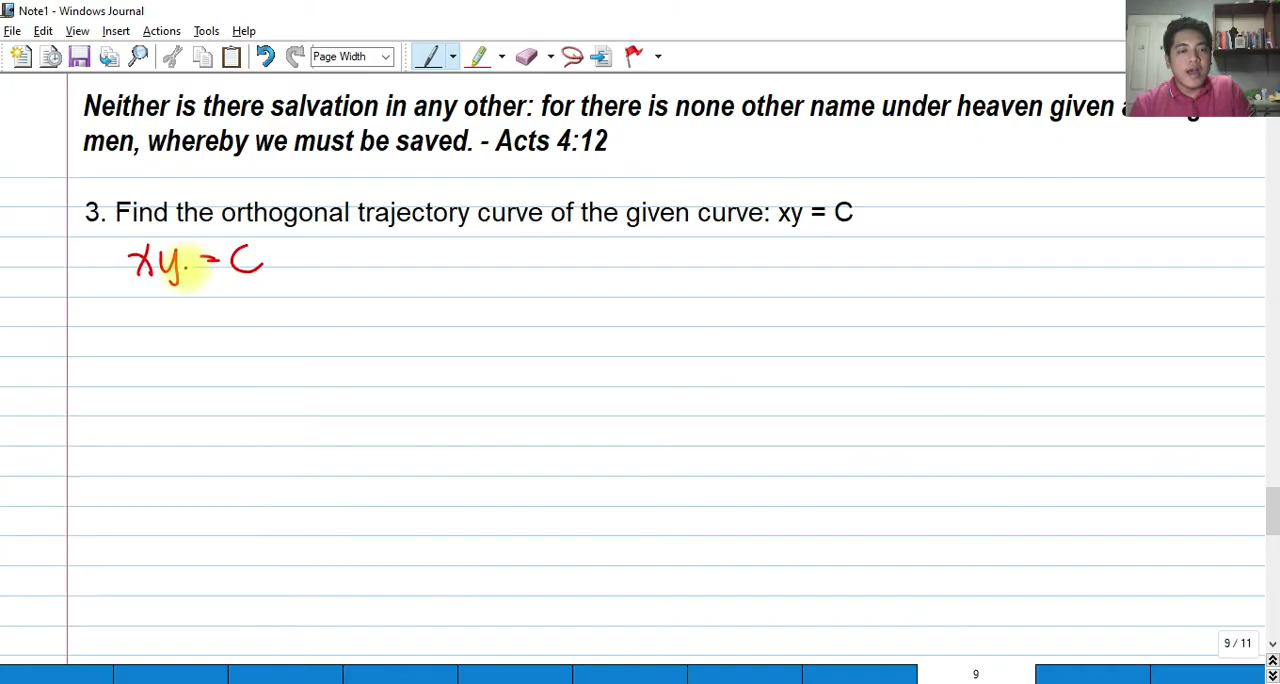 Note1 - Windows Journal
File Edit View Insert Actions Tools Help
Page Width
Neither is there salvation in any other: for there is none other name under heaven given
men, whereby we must be saved. - Acts 4:12
3. Find the orthogonal trajectory curve of the given curve: xy = C
xy = C
9 / 11
9